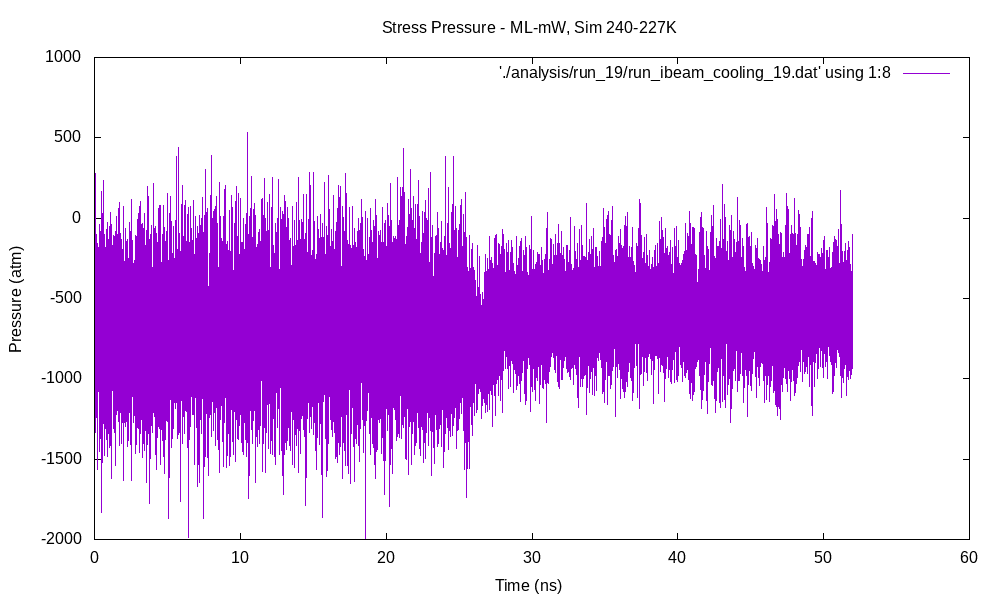 Stress Pressure - ML-mW, Sim 240-227K
'./analysis/run_19/run_ibeam_cooling_19.dat' using 1:8
1000
500
0
-500
-1000
-1500
-2000
Pressure (atm)
0 10 20 30 40 50 60
Time (ns)